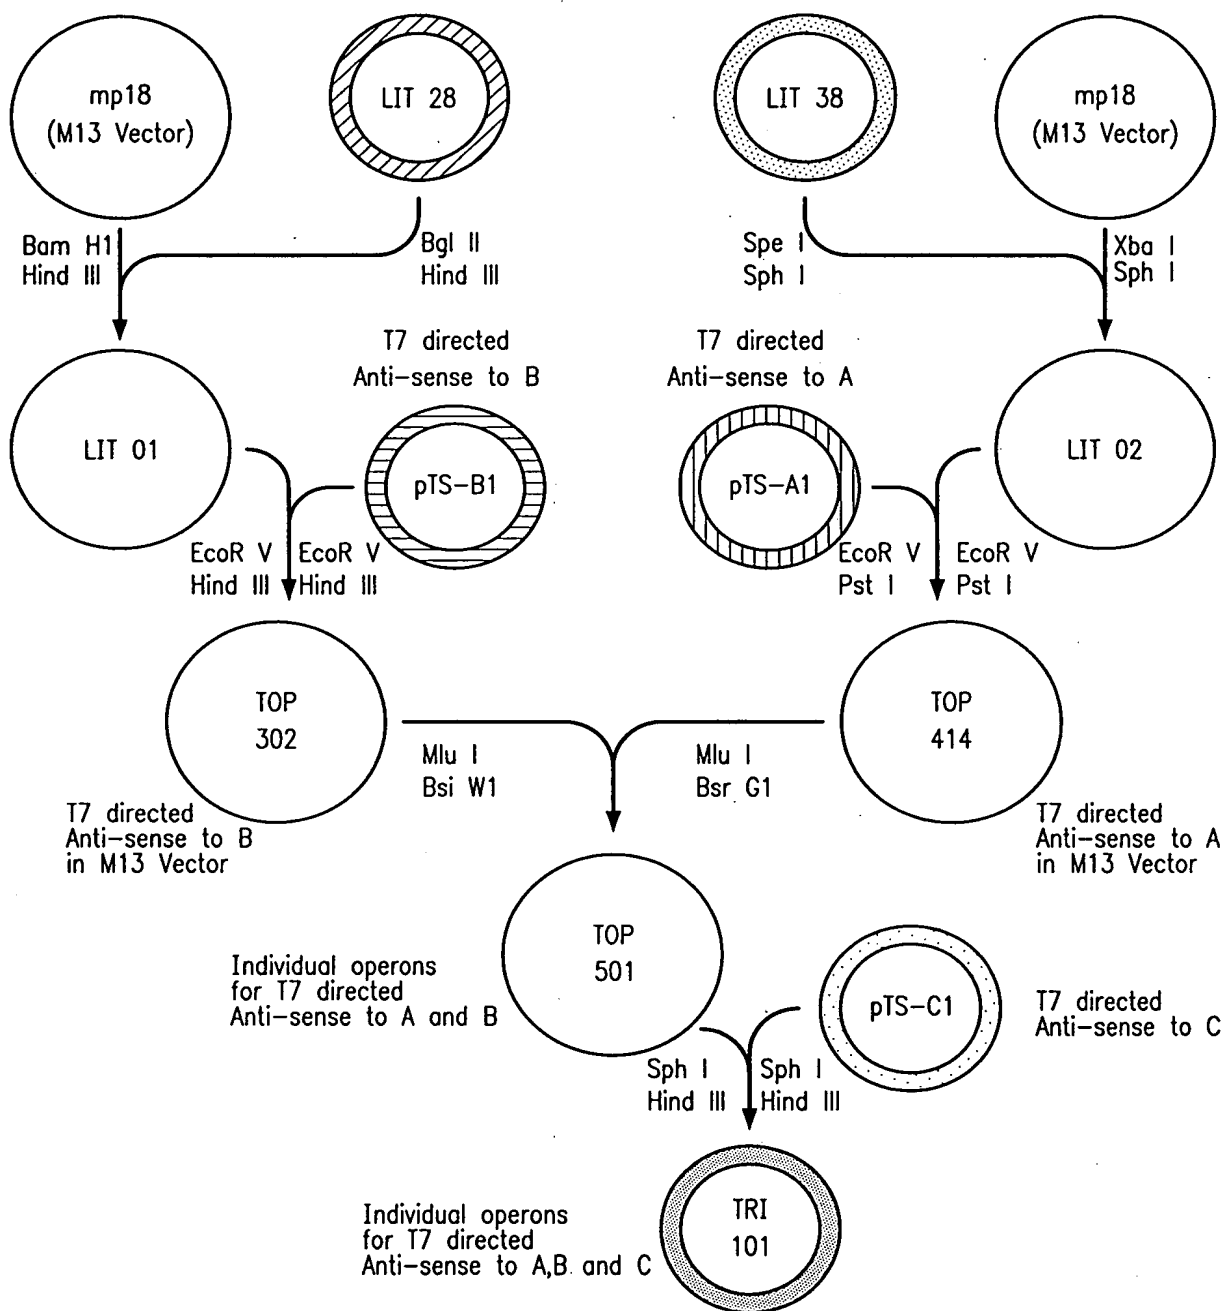 mp18
(M13 Vector)
LIT 28
LIT 38
mp18
(M13 Vector)
Bam H1
Hind III
Bgl II
Hind III
Spe I
Sph I
Xba I
Sph I
T7 directed
Anti-sense to B
T7 directed
Anti-sense to A
LIT 01
pTS-B1
pTS-A1
LIT 02
EcoR V
Hind III
EcoR V
Hind III
EcoR V
Pst I
EcoR V
Pst I
TOP
302
TOP
414
Mlu I
Bsi W1
Mlu I
Bsr G1
T7 directed
Anti-sense to B
in M13 Vector
T7 directed
Anti-sense to A
in M13 Vector
TOP
501
Individual operons
for T7 directed
Anti-sense to A and B
pTS-C1
T7 directed
Anti-sense to C
Sph I
Hind III
Sph I
Hind III
TRI
101
Individual operons
for T7 directed
Anti-sense to A,B and C